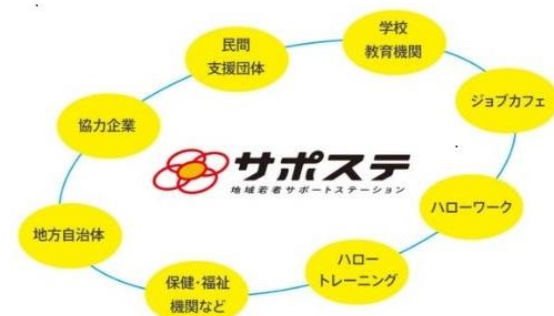 民間
支援団体
学校
教育機関
ジョブカフェ
協力企業
サポステ
地域若者サポートステーション
ハローワーク
地方自治体
ハロー
トレーニング
保健・福祉
機関など